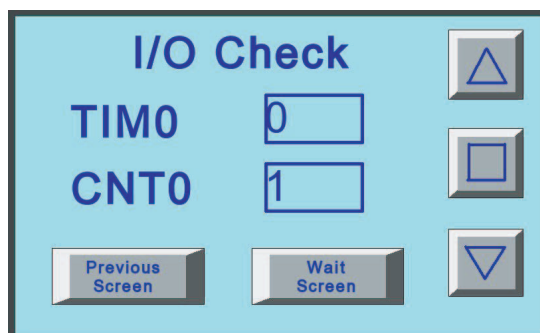 I/O Check
TIM0 0
CNT0 1
Previous
Screen
Wait
Screen